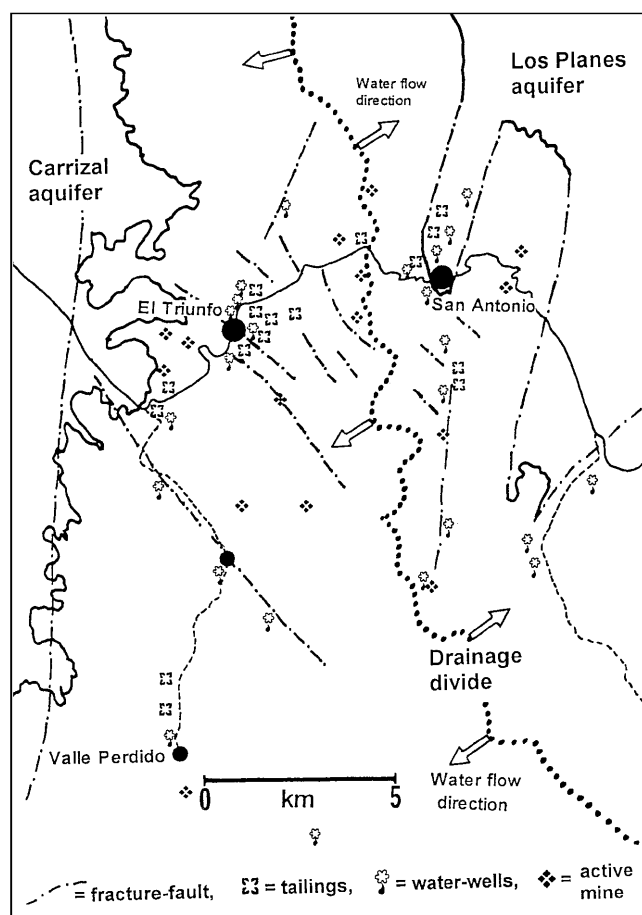 Los Planes
aquifer
Water flow
direction
Carrizal
aquifer
El Triunfo
San Antonio
Drainage
divide
Valle Perdido
Water flow
direction
0 5
km
= fracture-fault, = tailings, = water-wells, = active
mine